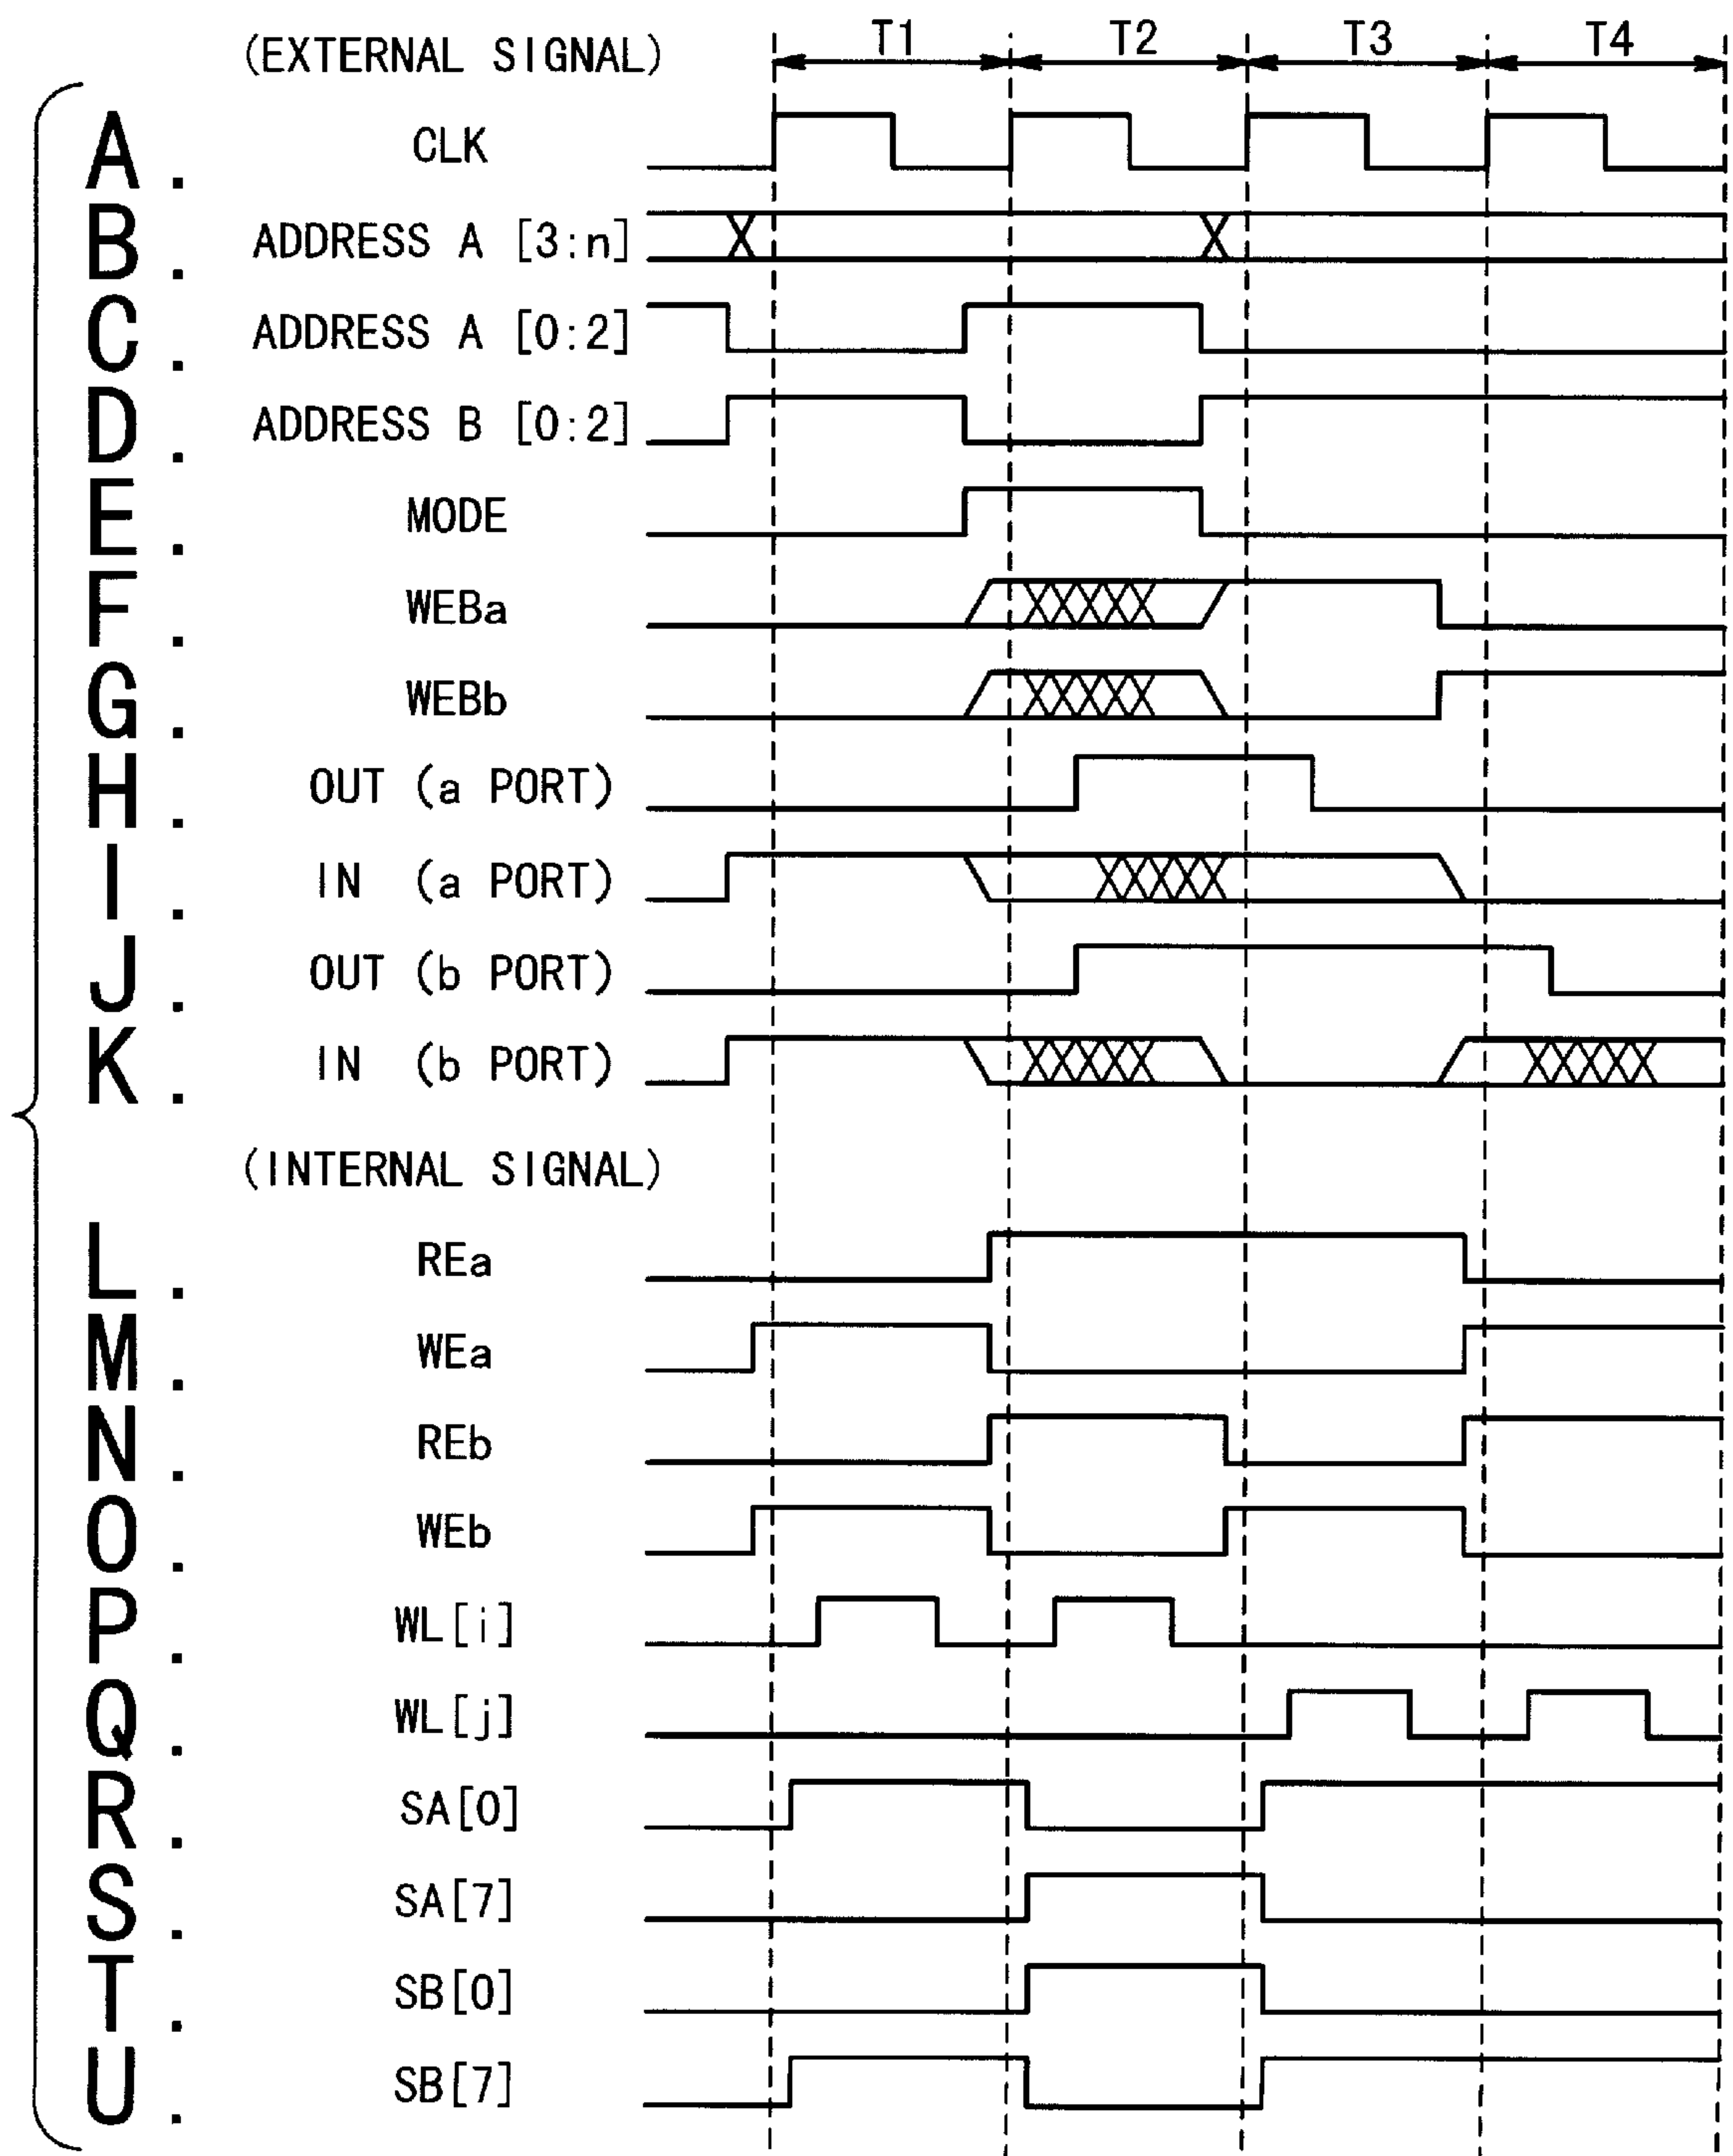 T1 T2 T3 T4
(EXTERNAL SIGNAL)
A. CLK
B. ADDRESS A [3:n]
C. ADDRESS A [0:2]
D. ADDRESS B [0:2]
E. MODE
F. WEBa
G. WEBb
H. OUT (a PORT)
I. IN (a PORT)
J. OUT (b PORT)
K. IN (b PORT)
(INTERNAL SIGNAL)
L. REa
M. WEa
N. REb
O. WEb
P. WL[i]
Q. WL[j]
R. SA[0]
S. SA[7]
T. SB[0]
U. SB[7]